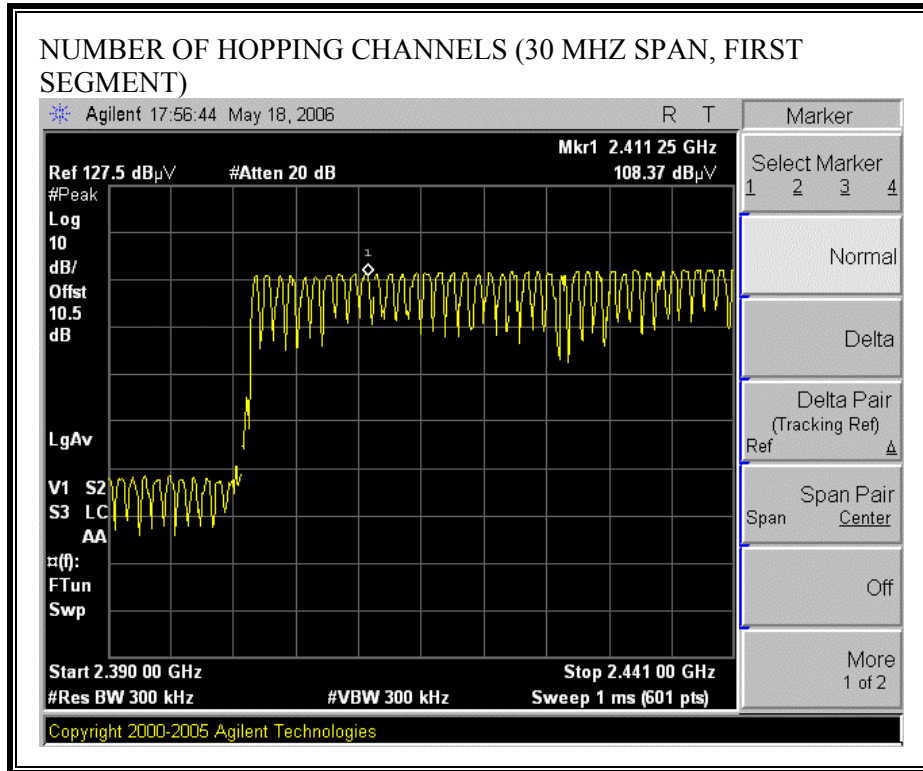 NUMBER OF HOPPING CHANNELS (30 MHZ SPAN, FIRST
SEGMENT)
Agilent 17:56:44 May 18, 2006
R T
Mkr1 2.411 25 GHz
Ref 127.5 dBµV #Atten 20 dB 108.37 dBµV
#Peak
Log
10
dB/
Offst
10.5
dB
1
LgAv
V1 S2
S3 LC
AA
¤(f):
FTun
Swp
Start 2.390 00 GHz Stop 2.441 00 GHz
#Res BW 300 kHz #VBW 300 kHz Sweep 1 ms (601 pts)
Copyright 2000-2005 Agilent Technologies
Marker
Select Marker
1 2 3 4
Normal
Delta
Delta Pair
(Tracking Ref)
Ref Δ
Span Pair
Span Center
Off
More
1 of 2